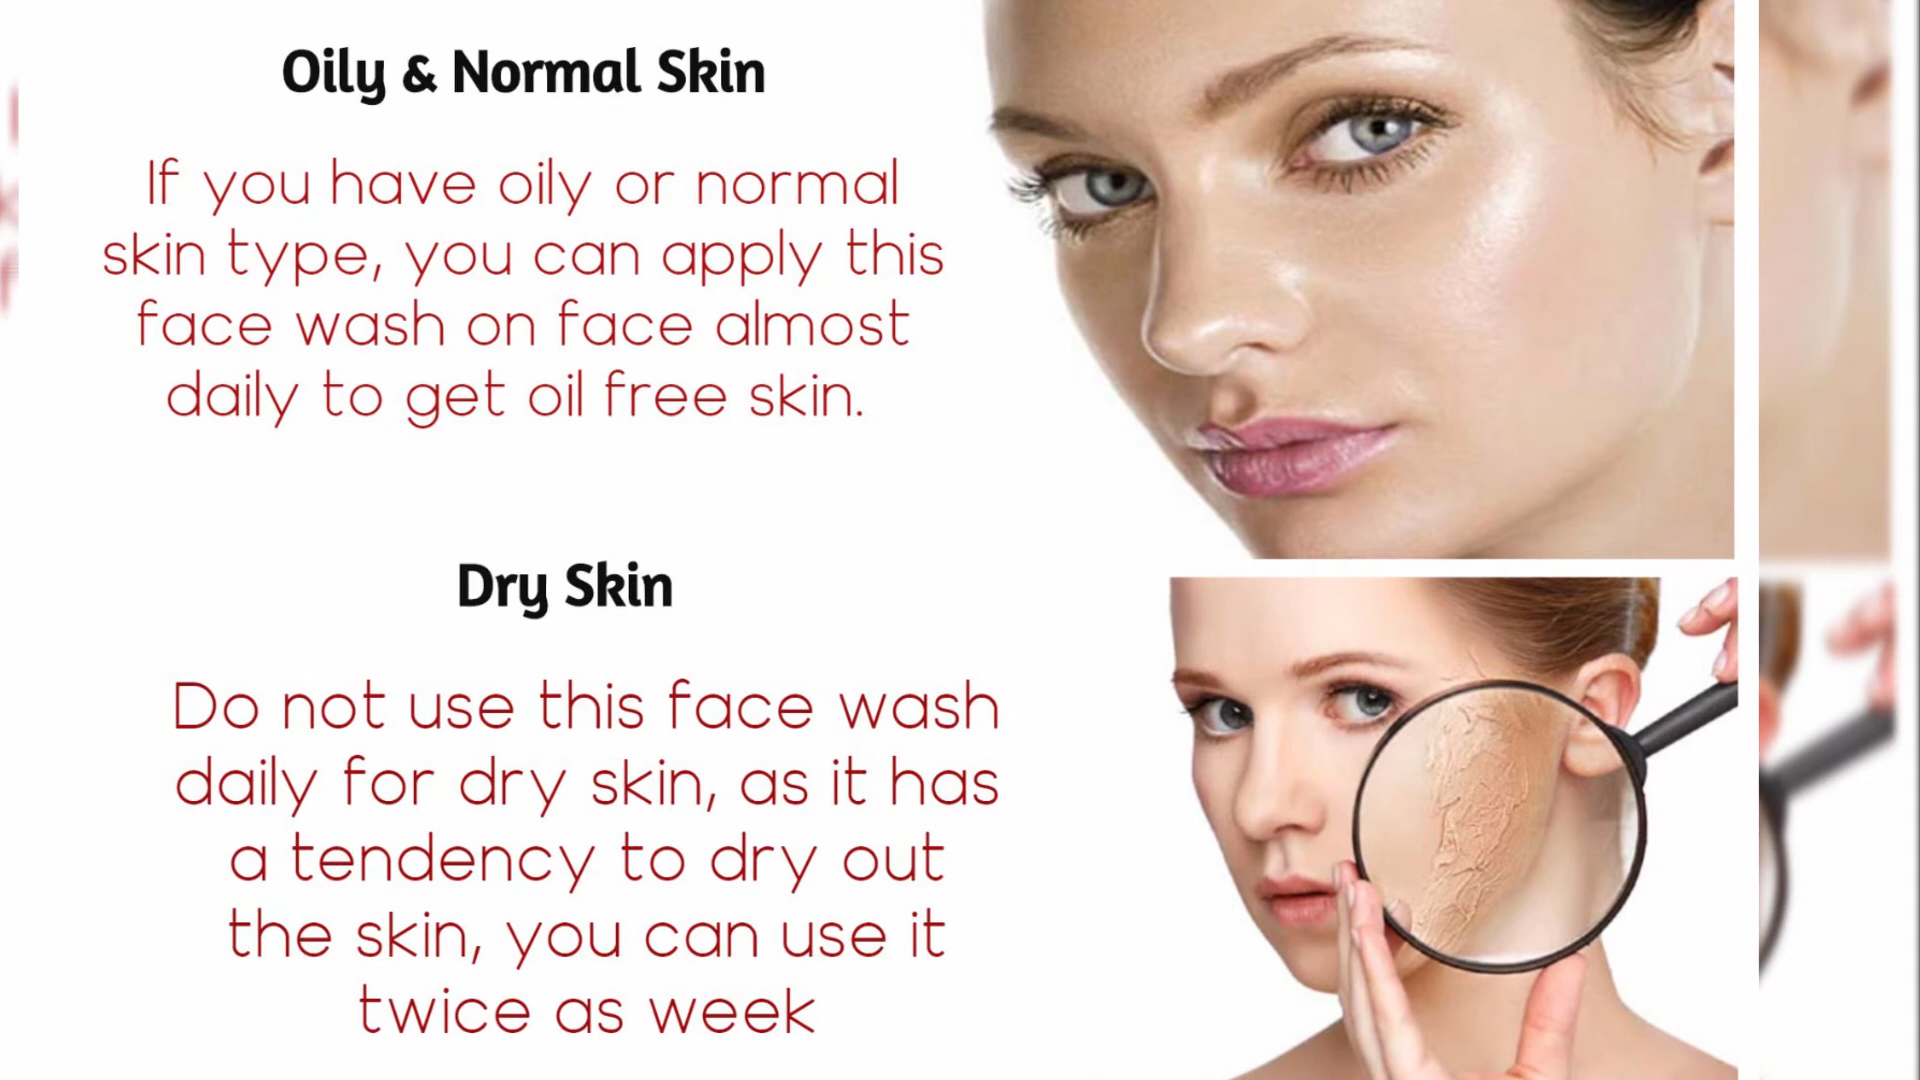 Oily & Normal Skin
If you have oily or normal
skin type, you can apply this
face wash on face almost
daily to get oil free skin.
Dry Skin
Do not use this face wash
daily for dry skin, as it has
a tendency to dry out
the skin, you can use it
twice as week